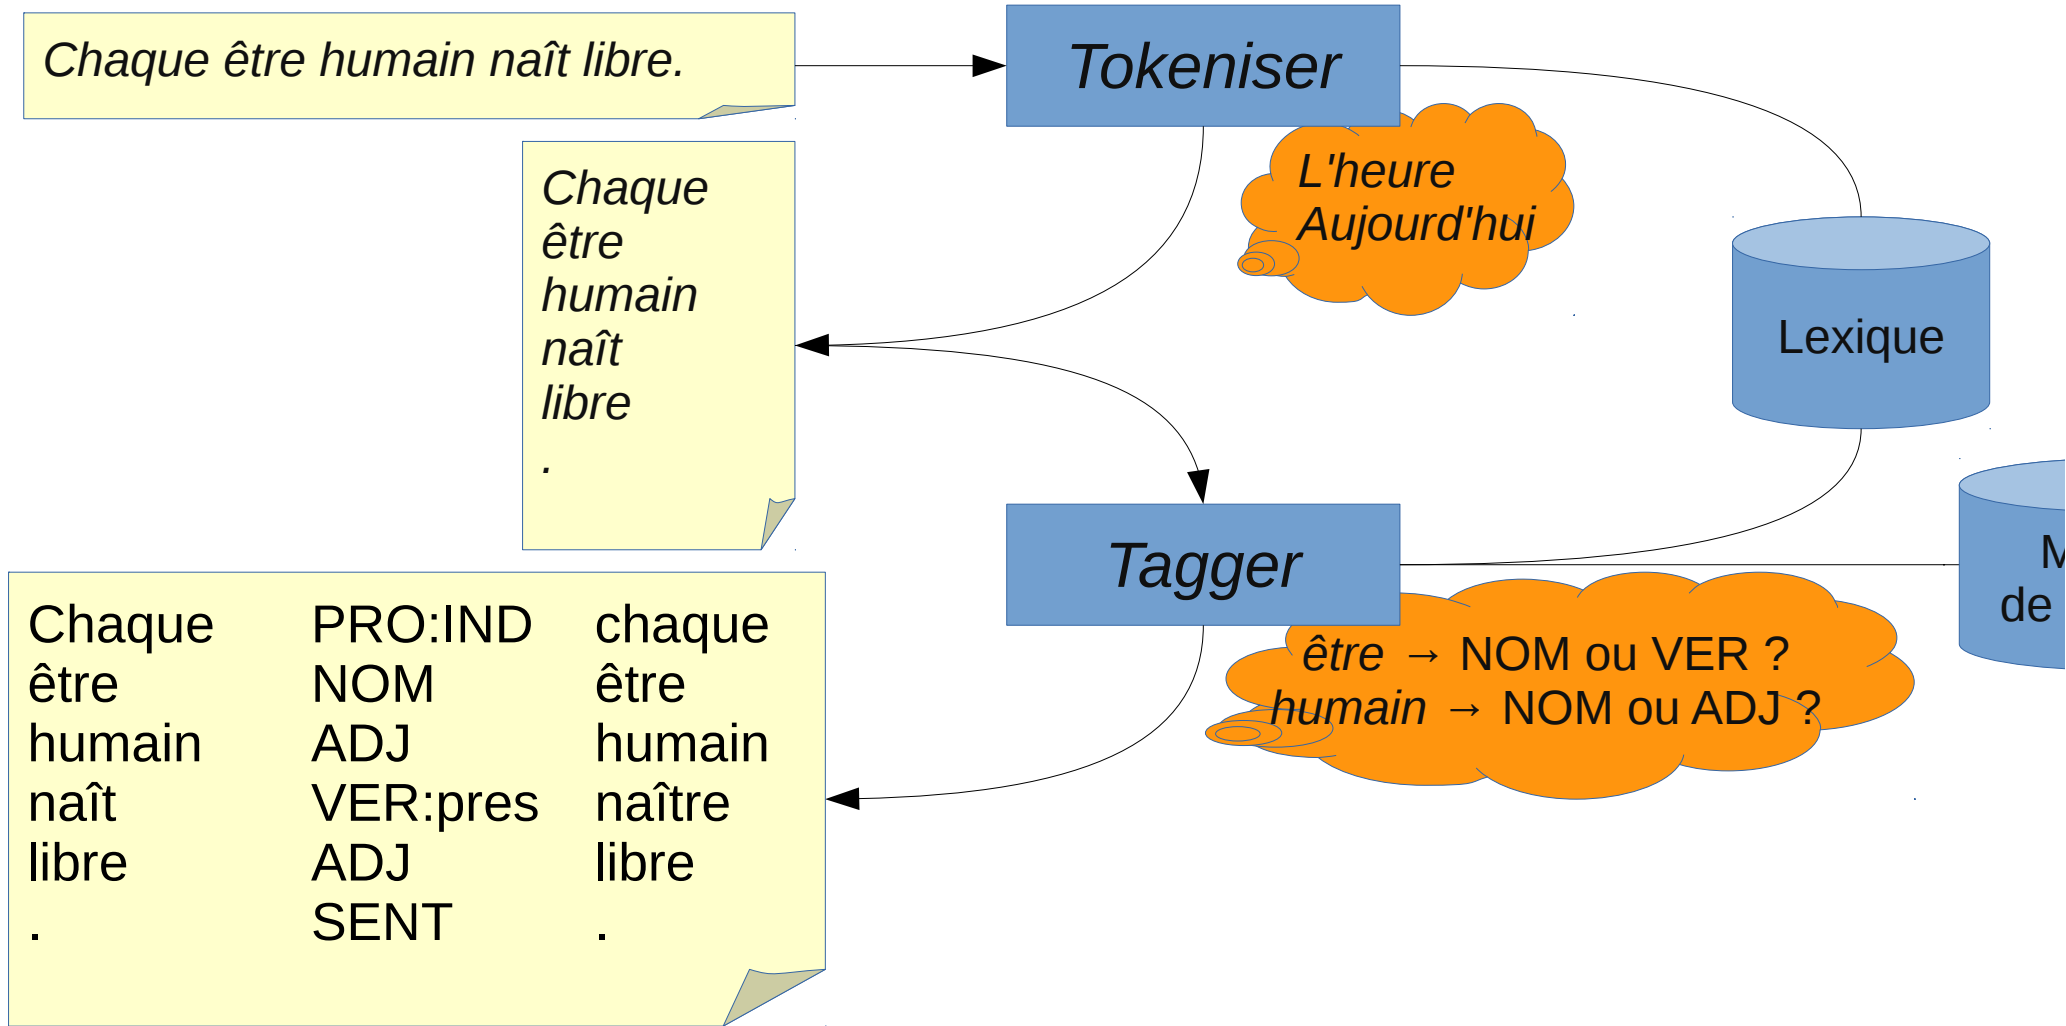 Chaque être humain naît libre.
Tokeniser
L'heure
Aujourd'hui
Chaque
être
humain
naît
libre
.
Lexique
Tagger
de
être → NOM ou VER ?
humain → NOM ou ADJ ?
Chaque PRO:IND chaque
être NOM être
humain ADJ humain
naît VER:pres naître
libre ADJ libre
. SENT .